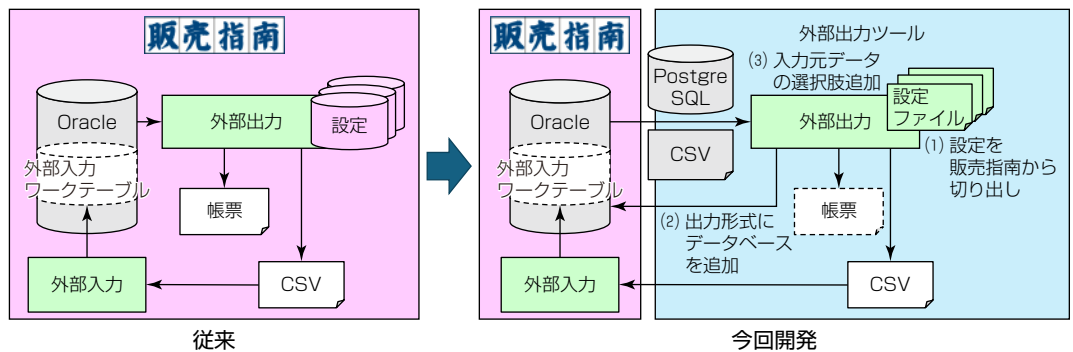 販売指南
Oracle
外部出力
設定
外部入力
ワークテーブル
帳票
外部入力
CSV
従来
販売指南
外部出力ツール
Postgre
SQL
(3) 入力元データ
の選択肢追加
設定
ファイル
Oracle
外部出力
(1) 設定を
販売指南から
切り出し
CSV
外部入力
ワークテーブル
帳票
(2) 出力形式に
データベース
を追加
外部入力
CSV
今回開発